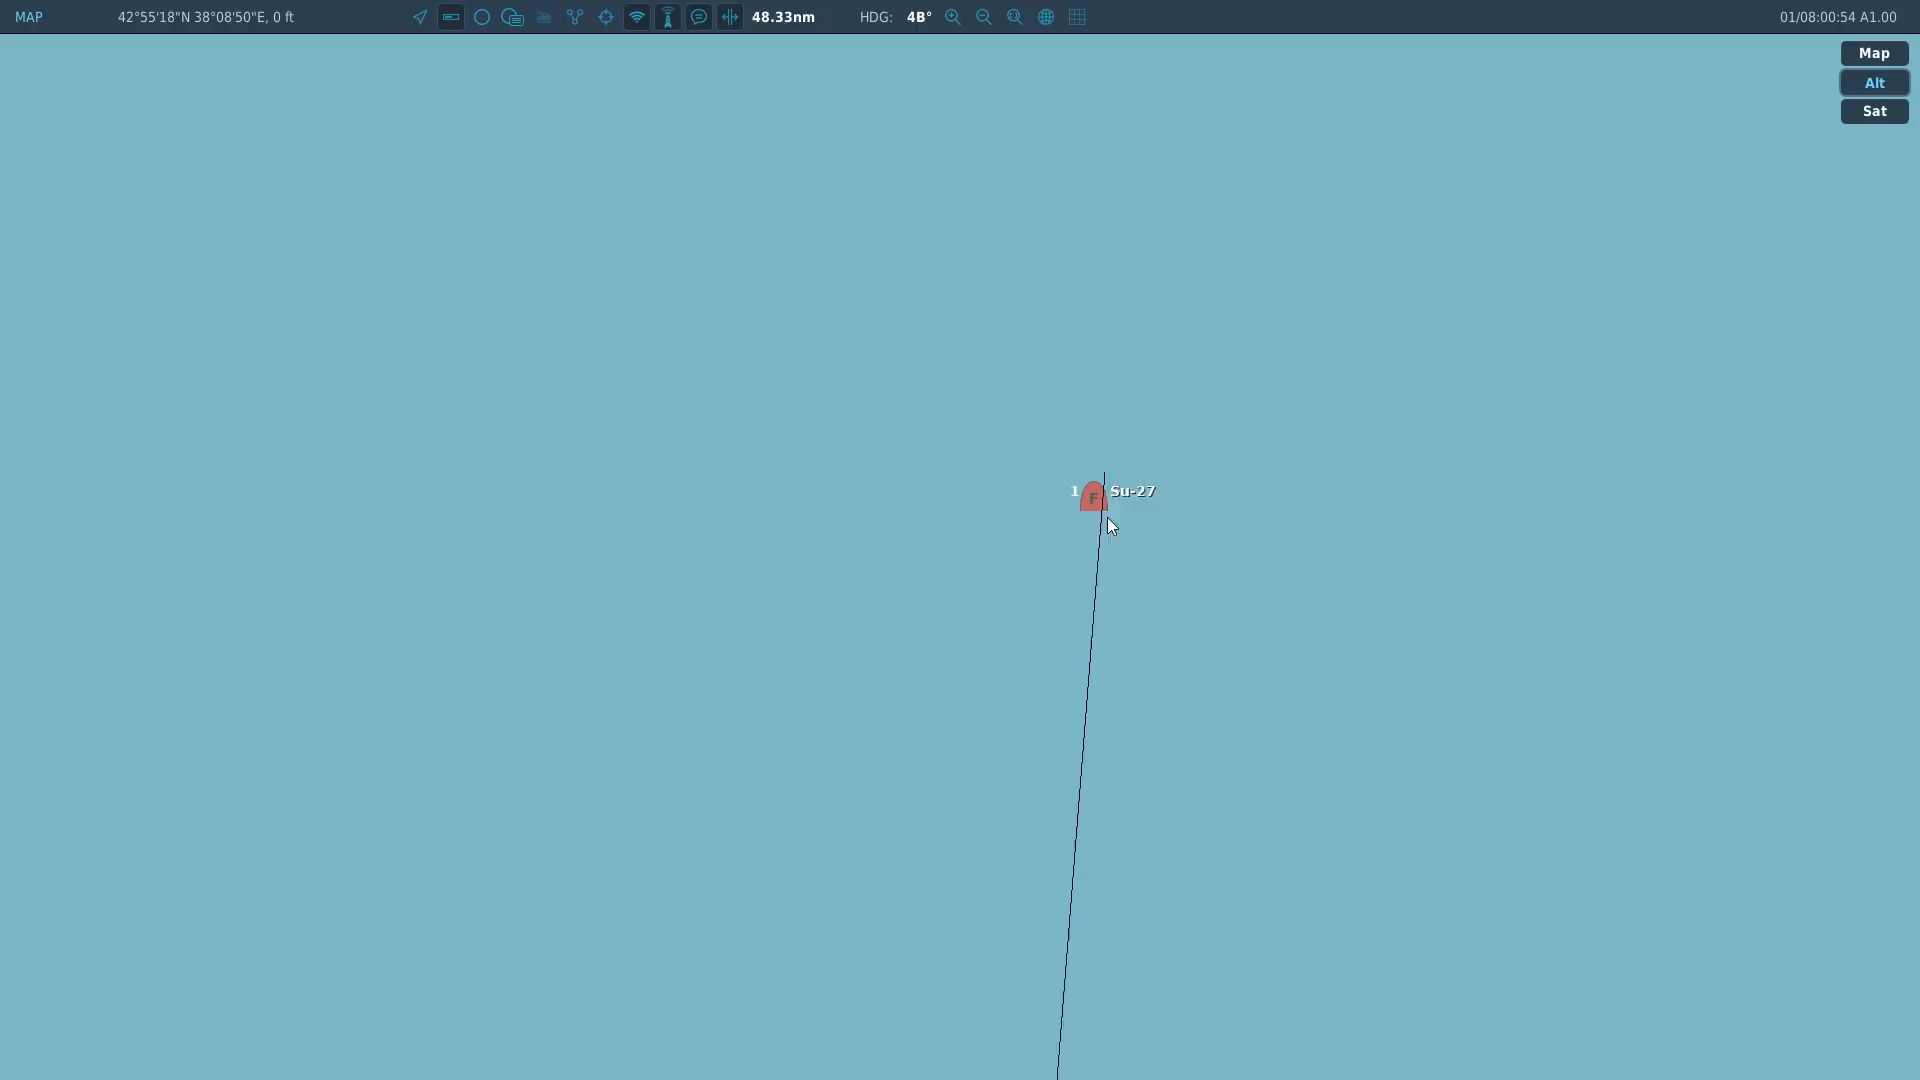 MAP 42°55'18"N 38°08'50"E, 0 ft 48.33nm HDG: 4B° 01/08:00:54 A1.00
Map
Alt
Sat
1 F Su-27